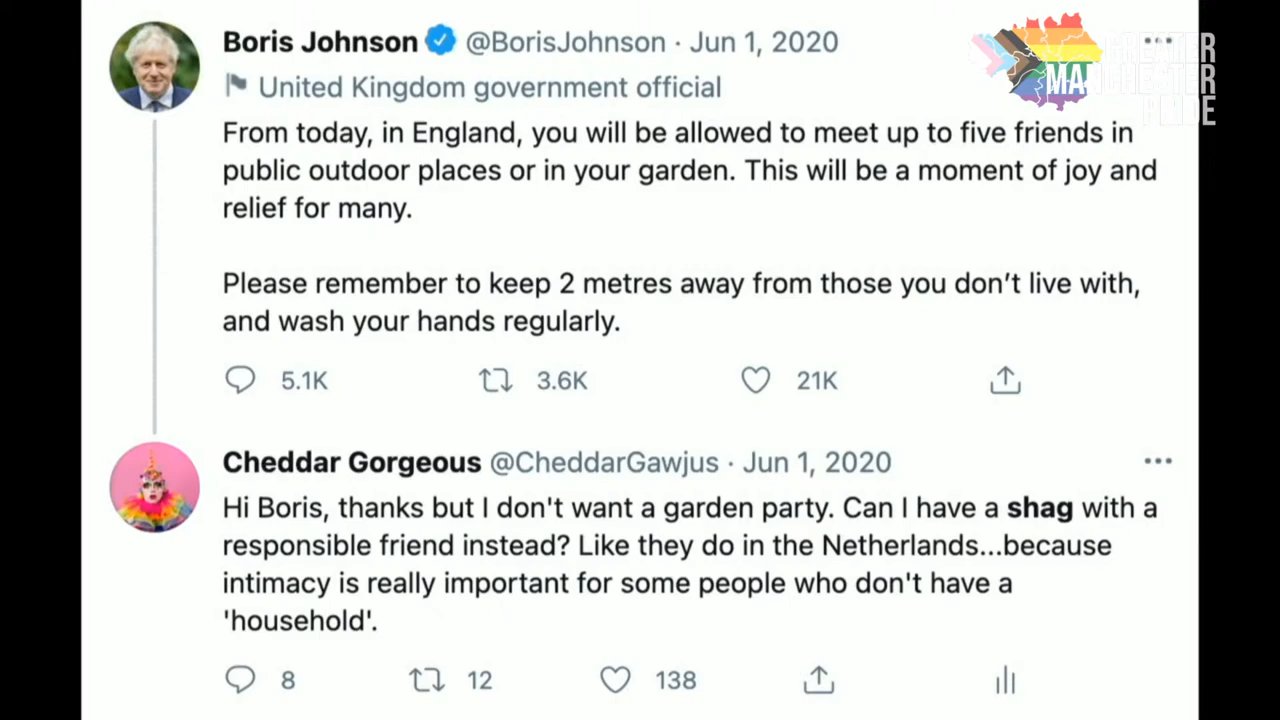 Boris Johnson @BorisJohnson · Jun 1, 2020
United Kingdom government official
From today, in England, you will be allowed to meet up to five friends in
public outdoor places or in your garden. This will be a moment of joy and
relief for many.
Please remember to keep 2 metres away from those you don’t live with,
and wash your hands regularly.
5.1K 3.6K 21K
Cheddar Gorgeous @CheddarGawjus · Jun 1, 2020
Hi Boris, thanks but I don't want a garden party. Can I have a shag with a
responsible friend instead? Like they do in the Netherlands...because
intimacy is really important for some people who don't have a
'household'.
8 12 138
GREATER
MANCHESTER
PRIDE